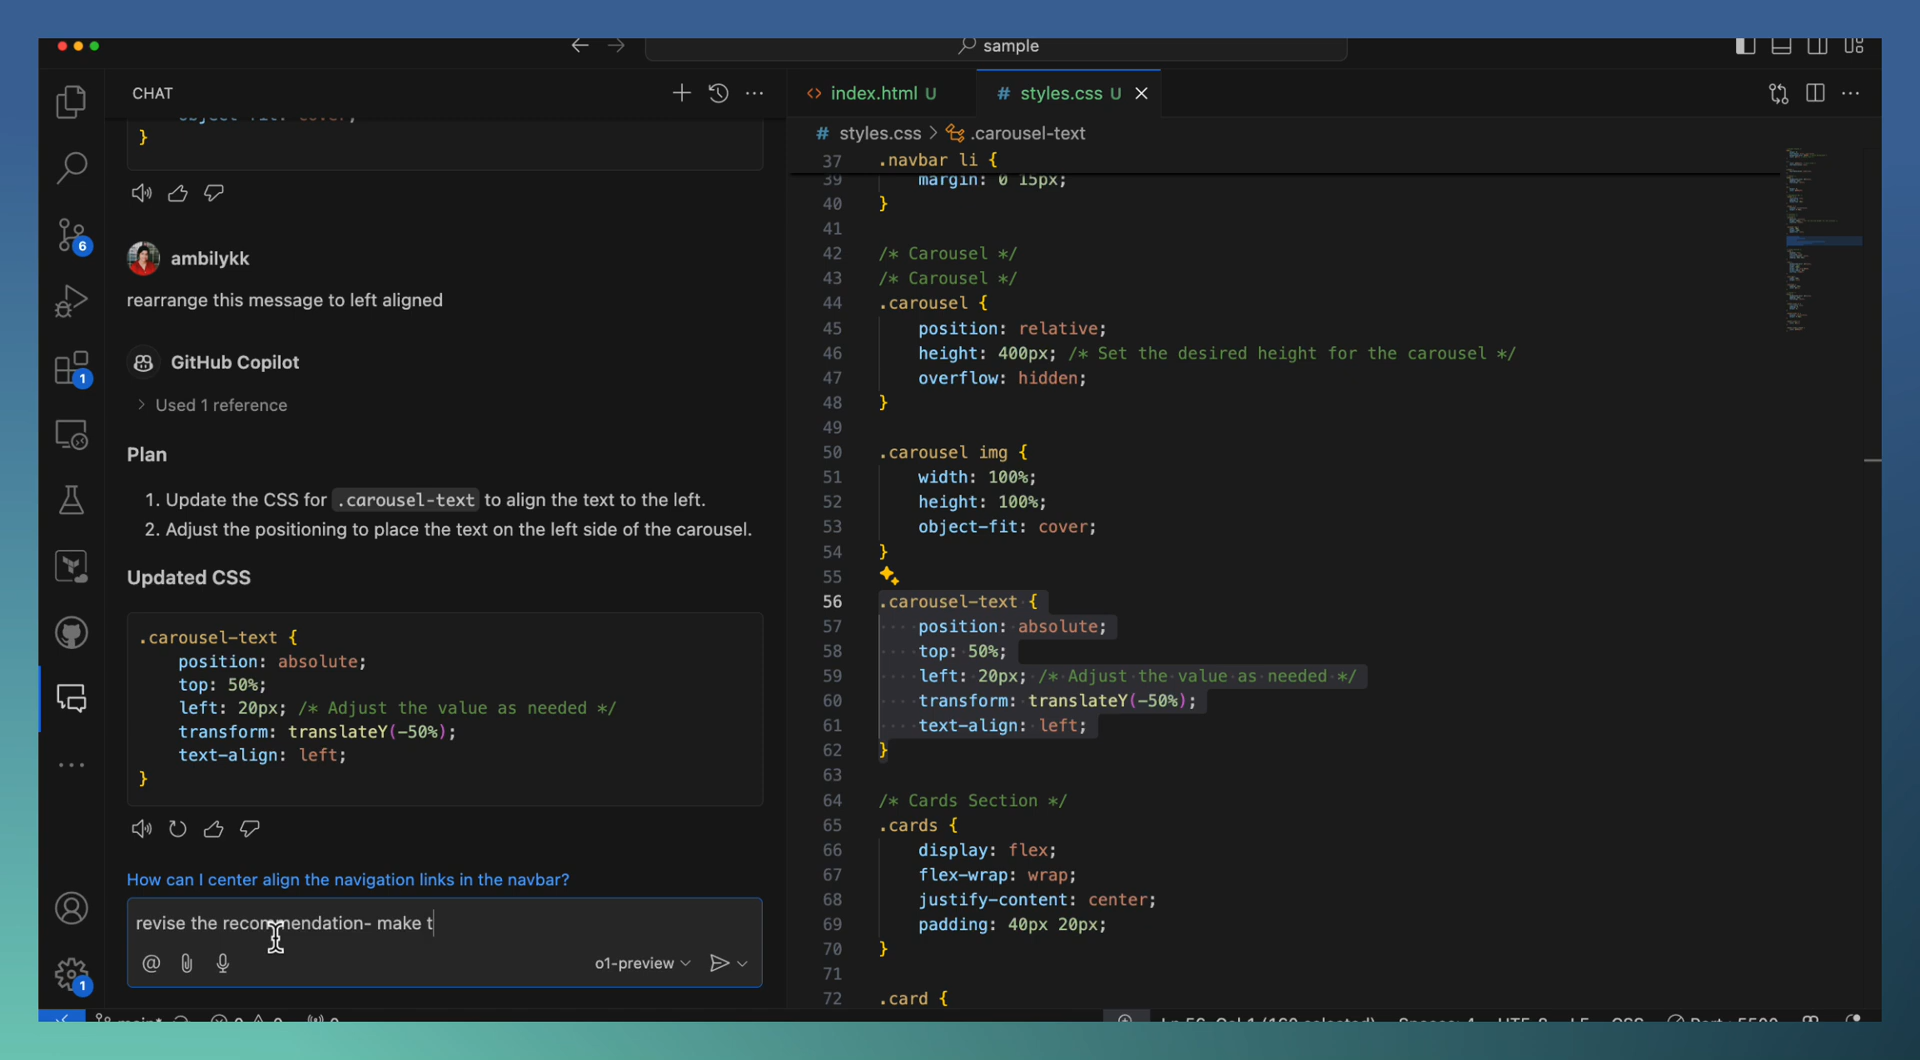 sample
CHAT
}
ambilykk
rearrange this message to left aligned
GitHub Copilot
Used 1 reference
Plan
1. Update the CSS for .carousel-text to align the text to the left.
2. Adjust the positioning to place the text on the left side of the carousel.
Updated CSS
.carousel-text {
position: absolute;
top: 50%;
left: 20px; /* Adjust the value as needed */
transform: translateY(-50%);
text-align: left;
}
How can I center align the navigation links in the navbar?
revise the recommendation- make t
@
o1-preview
6
1
1
index.html U
# styles.css U
# styles.css > .carousel-text
37 .navbar li {
39 margin: 0 15px;
40 }
41
42 /* Carousel */
43 /* Carousel */
44 .carousel {
45 position: relative;
46 height: 400px; /* Set the desired height for the carousel */
47 overflow: hidden;
48 }
49
50 .carousel img {
51 width: 100%;
52 height: 100%;
53 object-fit: cover;
54 }
55
56 .carousel-text {
57 position: absolute;
58 top: 50%;
59 left: 20px; /* Adjust the value as needed */
60 transform: translateY(-50%);
61 text-align: left;
62 }
63
64 /* Cards Section */
65 .cards {
66 display: flex;
67 flex-wrap: wrap;
68 justify-content: center;
69 padding: 40px 20px;
70 }
71
72 .card {